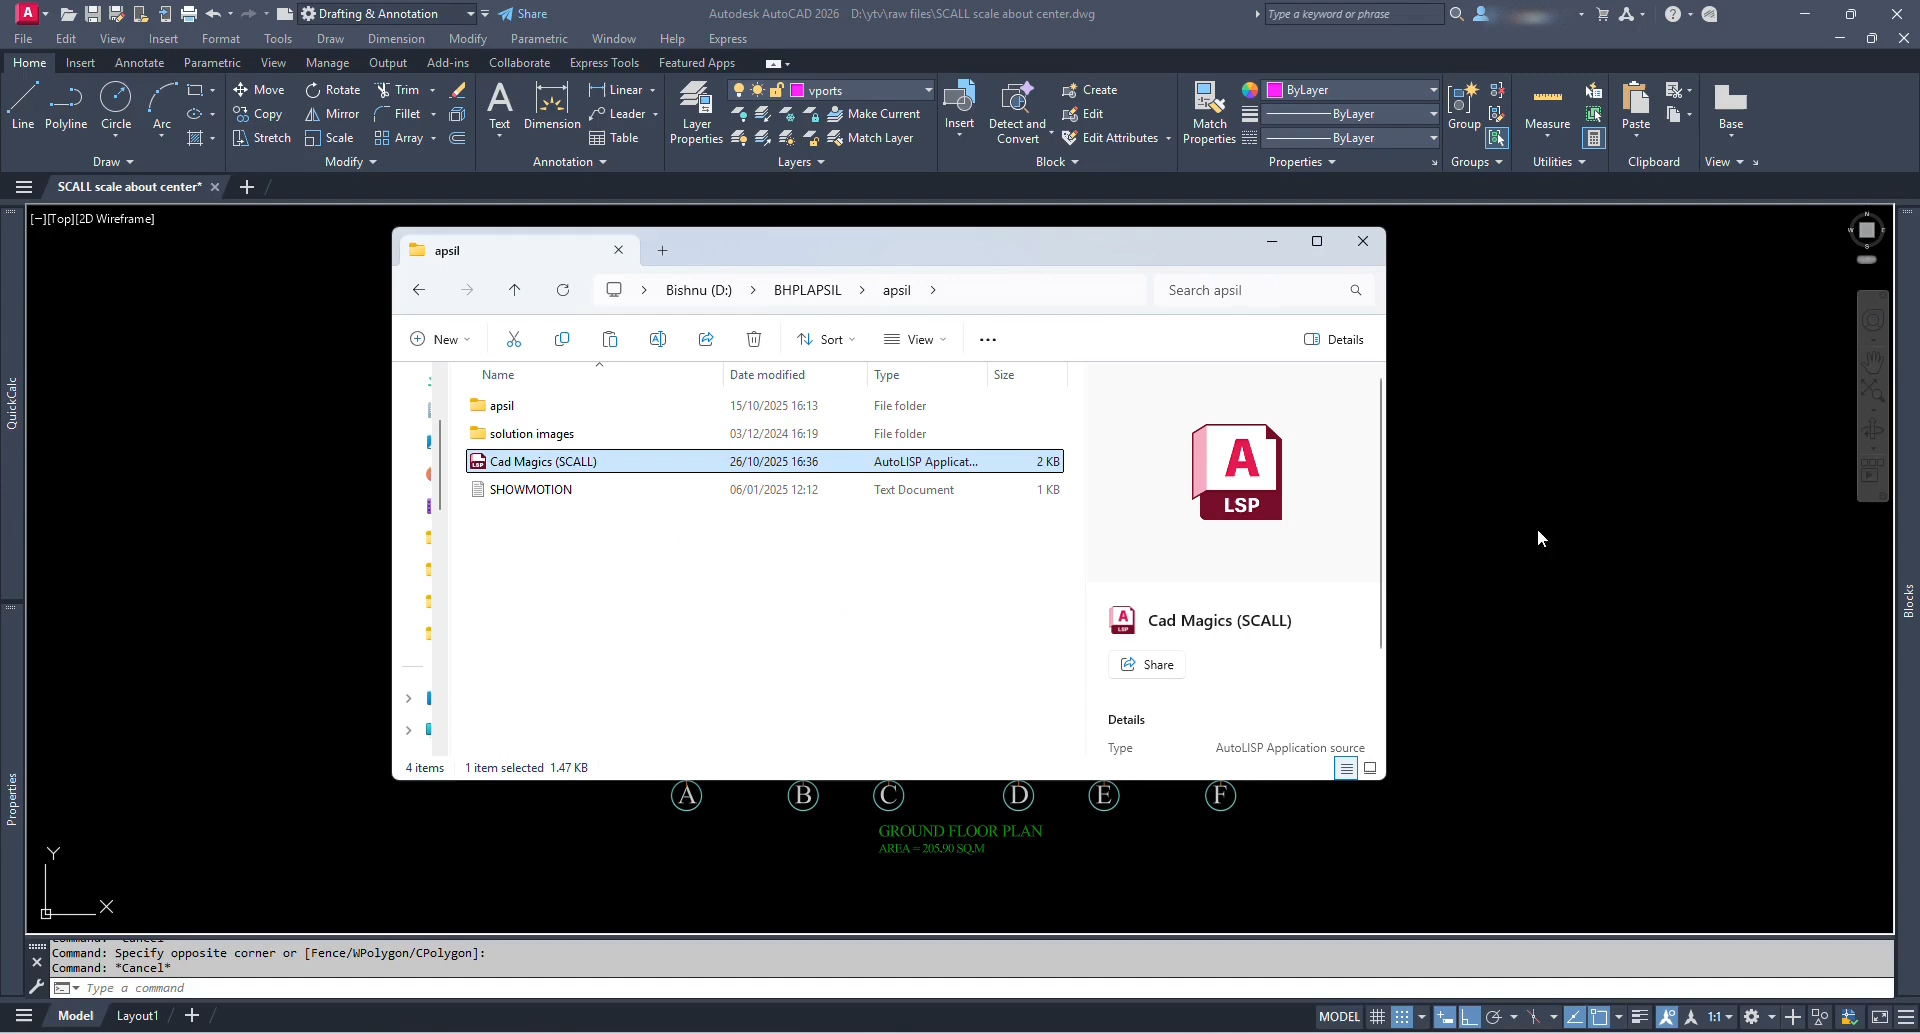 Drafting & Annotation
Share
Autodesk AutoCAD 2026 D:\ytv\raw files\SCALL scale about center.dwg
Type a keyword or phrase
File Edit View Insert Format Tools Draw Dimension Modify Parametric Window Help Express
Home Insert Annotate Parametric View Manage Output Add-ins Collaborate Express Tools Featured Apps
Line
Polyline
Circle
Arc
Draw
Move
Copy
Stretch
Rotate
Mirror
Scale
Trim
Fillet
Array
Modify
Text
Dimension
Linear
Leader
Table
Annotation
Layer
Properties
vports
Make Current
Match Layer
Layers
Insert
Detect and
Convert
Create
Edit
Edit Attributes
Block
Match
Properties
ByLayer
ByLayer
ByLayer
Properties
Group
Groups
Measure
Utilities
Paste
Clipboard
Base
View
SCALL scale about center*
[−][Top][2D Wireframe]
N
W
E
S
QuickCalc
Properties
Blocks
apsil
Bishnu (D:) > BHPLAPSIL > apsil >
Search apsil
New
Sort
View
Details
Name Date modified Type Size
apsil 15/10/2025 16:13 File folder
solution images 03/12/2024 16:19 File folder
Cad Magics (SCALL) 26/10/2025 16:36 AutoLISP Applicat... 2 KB
SHOWMOTION 06/01/2025 12:12 Text Document 1 KB
A
LSP
Cad Magics (SCALL)
Share
Details
Type AutoLISP Application source
4 items 1 item selected 1.47 KB
A B C D E F
GROUND FLOOR PLAN
AREA = 205.90 SQ.M
Y
X
Command: Specify opposite corner or [Fence/WPolygon/CPolygon]:
Command: *Cancel*
Type a command
Model Layout1
MODEL
1:1